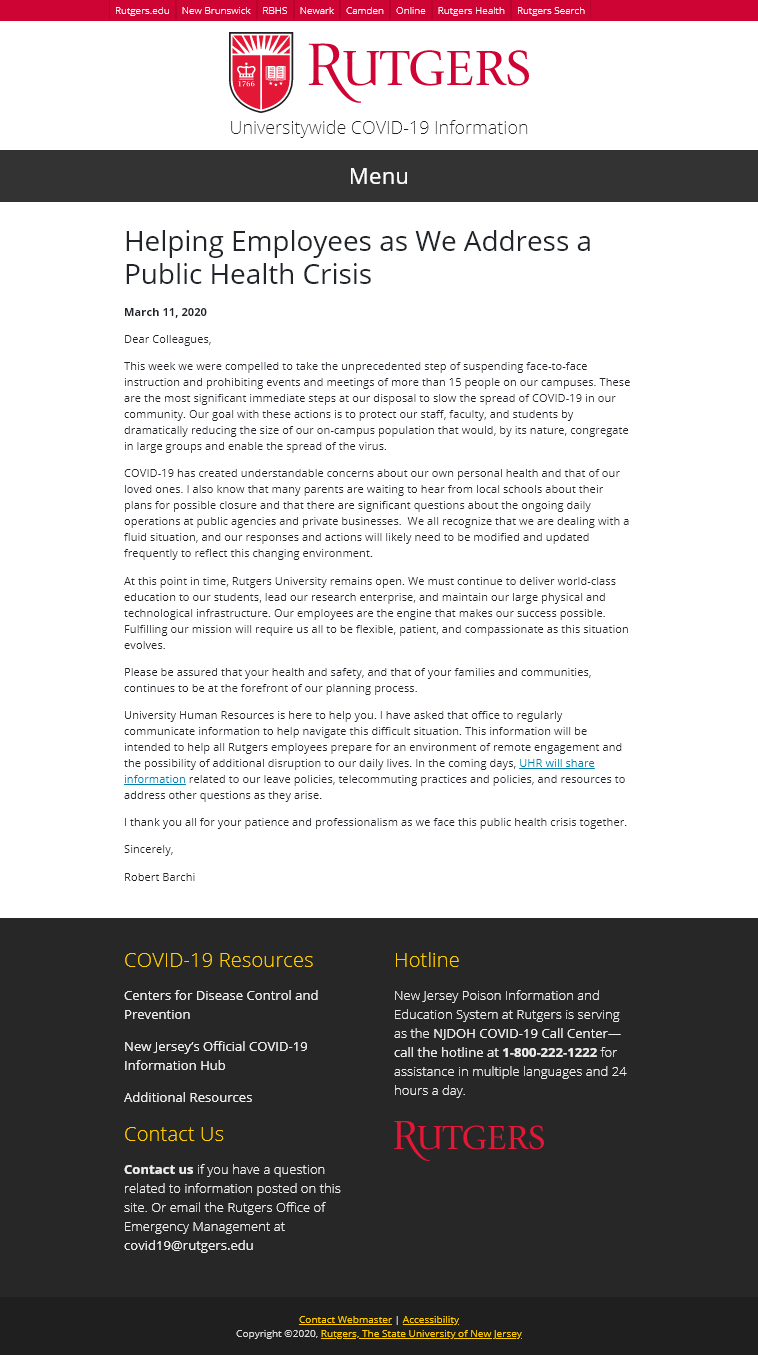 Rutgers.edu New Brunswick RBHS Newark Camden Online Rutgers Health Rutgers Search
1766
RUTGERS
Universitywide COVID-19 Information
Menu
Helping Employees as We Address a
Public Health Crisis
March 11, 2020
Dear Colleagues,
This week we were compelled to take the unprecedented step of suspending face-to-face
instruction and prohibiting events and meetings of more than 15 people on our campuses. These
are the most significant immediate steps at our disposal to slow the spread of COVID-19 in our
community. Our goal with these actions is to protect our staff, faculty, and students by
dramatically reducing the size of our on-campus population that would, by its nature, congregate
in large groups and enable the spread of the virus.
COVID-19 has created understandable concerns about our own personal health and that of our
loved ones. I also know that many parents are waiting to hear from local schools about their
plans for possible closure and that there are significant questions about the ongoing daily
operations at public agencies and private businesses.  We all recognize that we are dealing with a
fluid situation, and our responses and actions will likely need to be modified and updated
frequently to reflect this changing environment.
At this point in time, Rutgers University remains open. We must continue to deliver world-class
education to our students, lead our research enterprise, and maintain our large physical and
technological infrastructure. Our employees are the engine that makes our success possible.
Fulfilling our mission will require us all to be flexible, patient, and compassionate as this situation
evolves.
Please be assured that your health and safety, and that of your families and communities,
continues to be at the forefront of our planning process.
University Human Resources is here to help you. I have asked that office to regularly
communicate information to help navigate this difficult situation. This information will be
intended to help all Rutgers employees prepare for an environment of remote engagement and
the possibility of additional disruption to our daily lives. In the coming days, UHR will share
information related to our leave policies, telecommuting practices and policies, and resources to
address other questions as they arise.
I thank you all for your patience and professionalism as we face this public health crisis together.
Sincerely,
Robert Barchi
COVID-19 Resources
Centers for Disease Control and
Prevention
New Jersey's Official COVID-19
Information Hub
Additional Resources
Contact Us
Contact us if you have a question
related to information posted on this
site. Or email the Rutgers Office of
Emergency Management at
covid19@rutgers.edu
Hotline
New Jersey Poison Information and
Education System at Rutgers is serving
as the NJDOH COVID-19 Call Center—
call the hotline at 1-800-222-1222 for
assistance in multiple languages and 24
hours a day.
RUTGERS
Contact Webmaster | Accessibility
Copyright ©2020, Rutgers, The State University of New Jersey